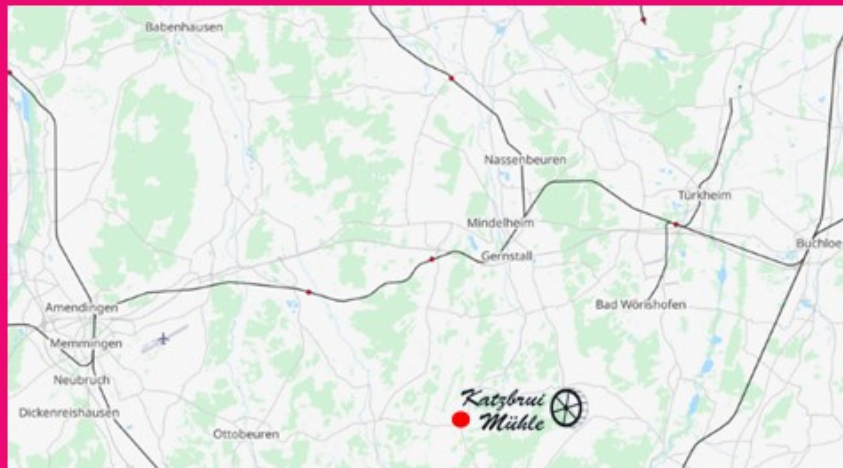 Babenhausen
Nassenbeuren
Türkheim
Mindelheim
Buchloe
Gernstall
Amendingen
Bad Wörishofen
Memmingen
Neubruch
Katzbrui
Mühle
Dickenreishausen
Ottobeuren